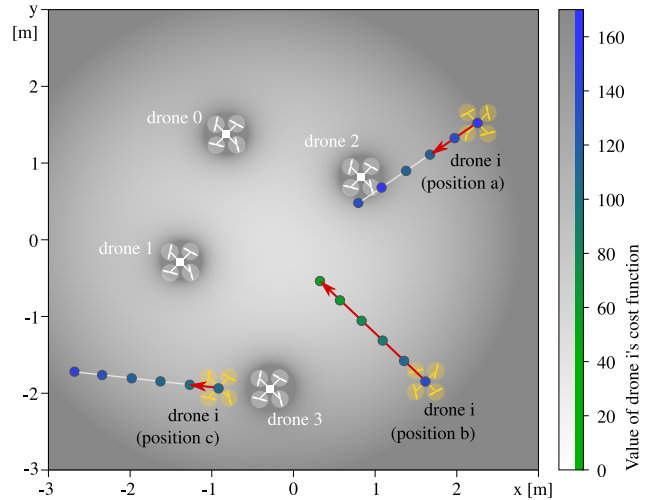 y
[m]
3
2
1
0
-1
-2
-3
-3
-2
-1
0
1
2
3
x [m]
drone 0
drone 2
drone 1
drone 3
drone i
(position a)
drone i
(position b)
drone i
(position c)
160
140
120
100
80
60
40
20
0
Value of drone i's cost function